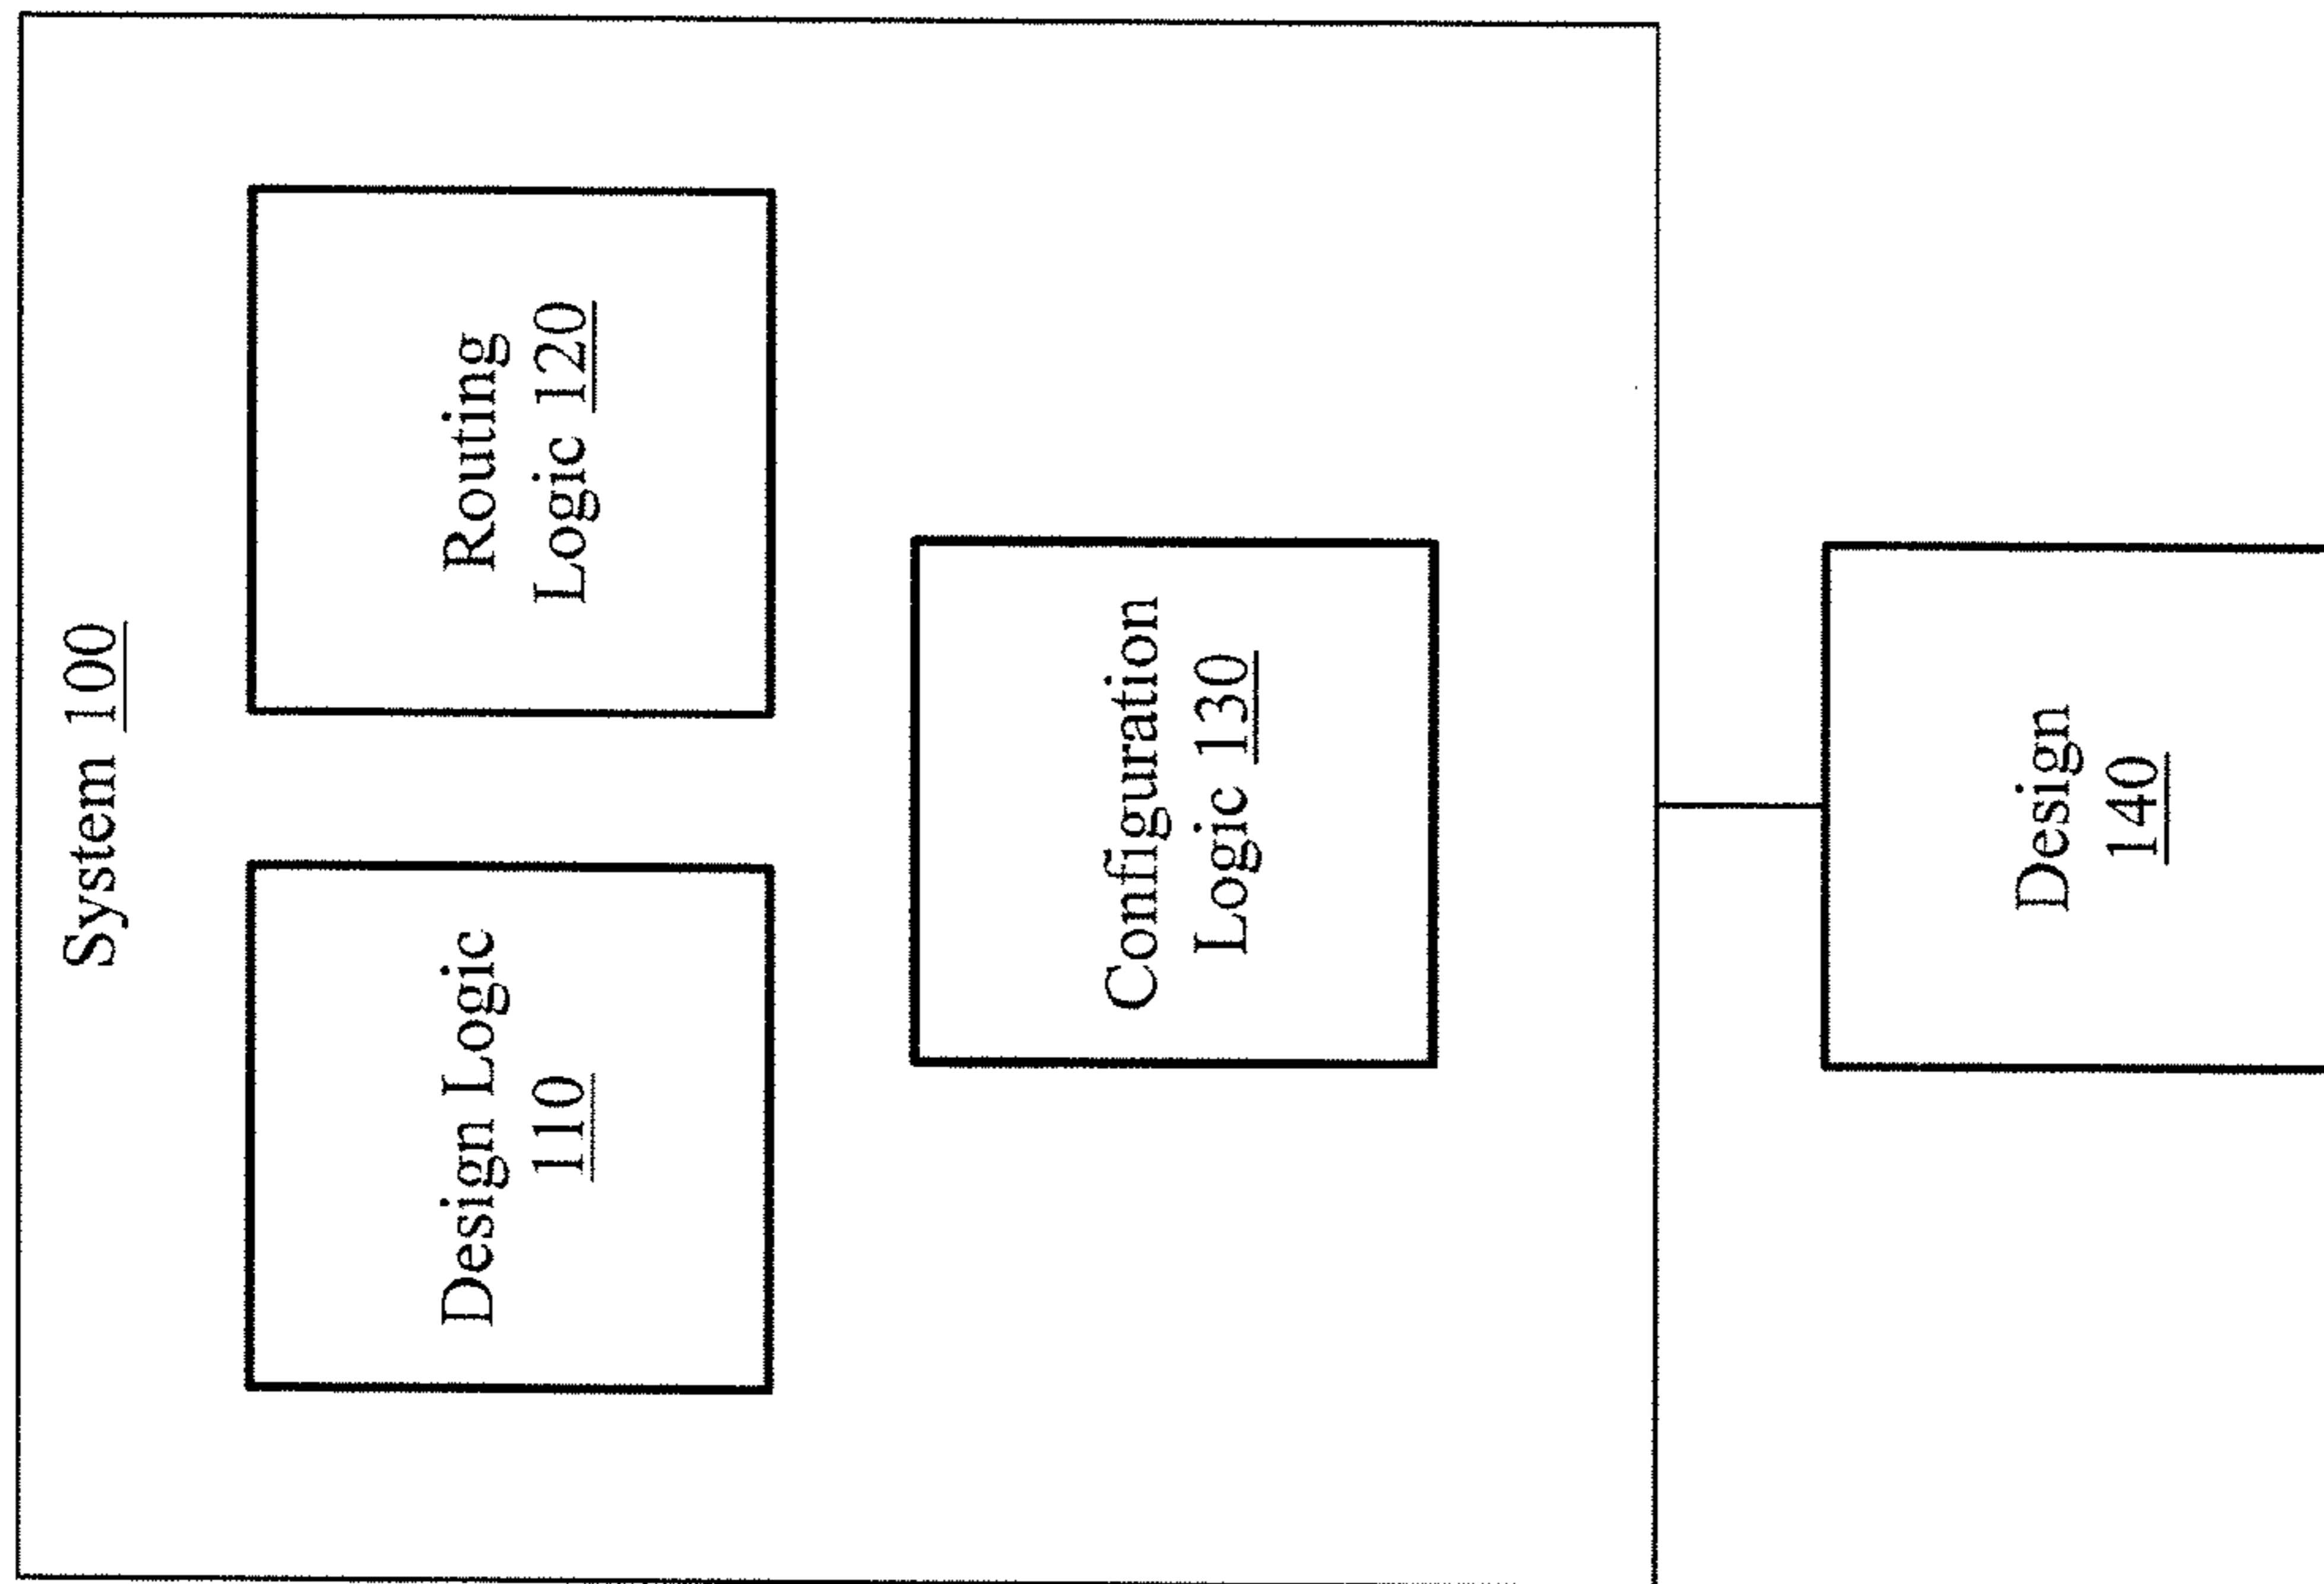 System 100
Design Logic
110
Routing
Logic 120
Configuration
Logic 130
Design
140